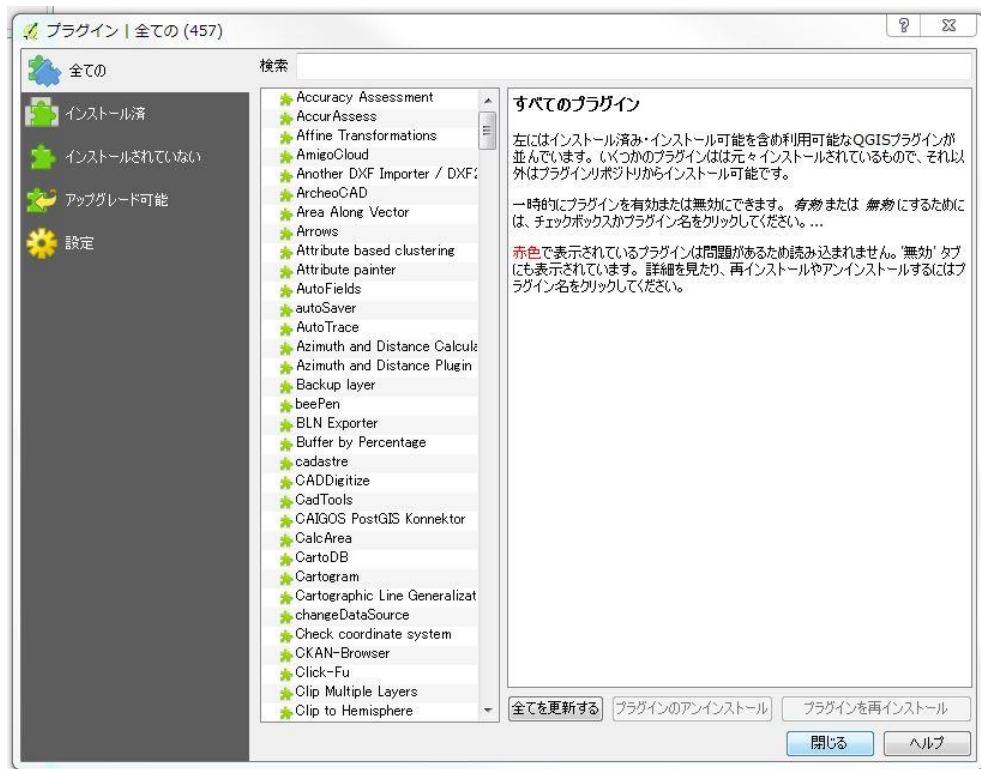 プラグイン | 全ての (457)
全ての
インストール済
インストールされていない
アップグレード可能
設定
検索
Accuracy Assessment
AccurAssess
Affine Transformations
AmigoCloud
Another DXF Importer / DXF2
ArcheoCAD
Area Along Vector
Arrows
Attribute based clustering
Attribute painter
AutoFields
autoSaver
AutoTrace
Azimuth and Distance Calcula
Azimuth and Distance Plugin
Backup layer
beePen
BLN Exporter
Buffer by Percentage
cadastre
CADDigitize
CadTools
CAIGOS PostGIS Konnektor
CalcArea
CartoDB
Cartogram
Cartographic Line Generalizat
changeDataSource
Check coordinate system
CKAN-Browser
Click-Fu
Clip Multiple Layers
Clip to Hemisphere
すべてのプラグイン
左にはインストール済み・インストール可能を含め利用可能なQGISプラグインが
並んでいます。いくつかのプラグインはは元々インストールされているもので、それ以
外はプラグインリポジトリからインストール可能です。
一時的にプラグインを有効または無効にできます。 有効 または 無効 にするために
は、チェックボックスかプラグイン名をクリックしてください。...
赤色で表示されているプラグインは問題があるため読み込まれません。'無効' タブ
にも表示されています。詳細を見たり、再インストールやアンインストールするにはプ
ラグイン名をクリックしてください。
全てを更新する
プラグインのアンインストール
プラグインを再インストール
閉じる
ヘルプ